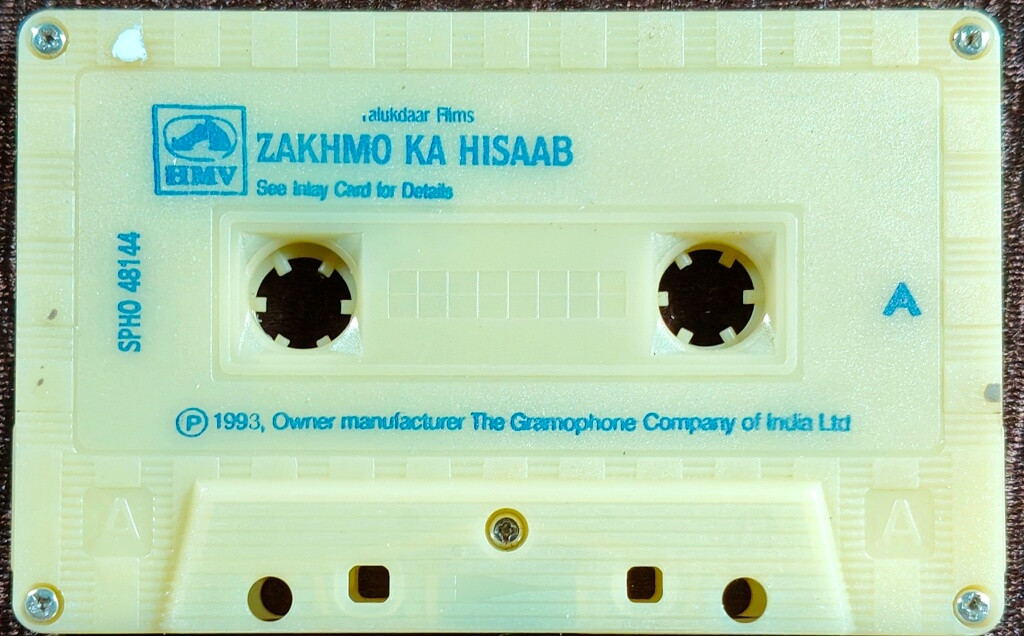 alukdaar Films
ZAKHMO KA HISAAB
HMV
See Inlay Card for Details
SPHO 48144
A
Ⓟ 1993, Owner manufacturer The Gramophone Company of India Ltd
A A